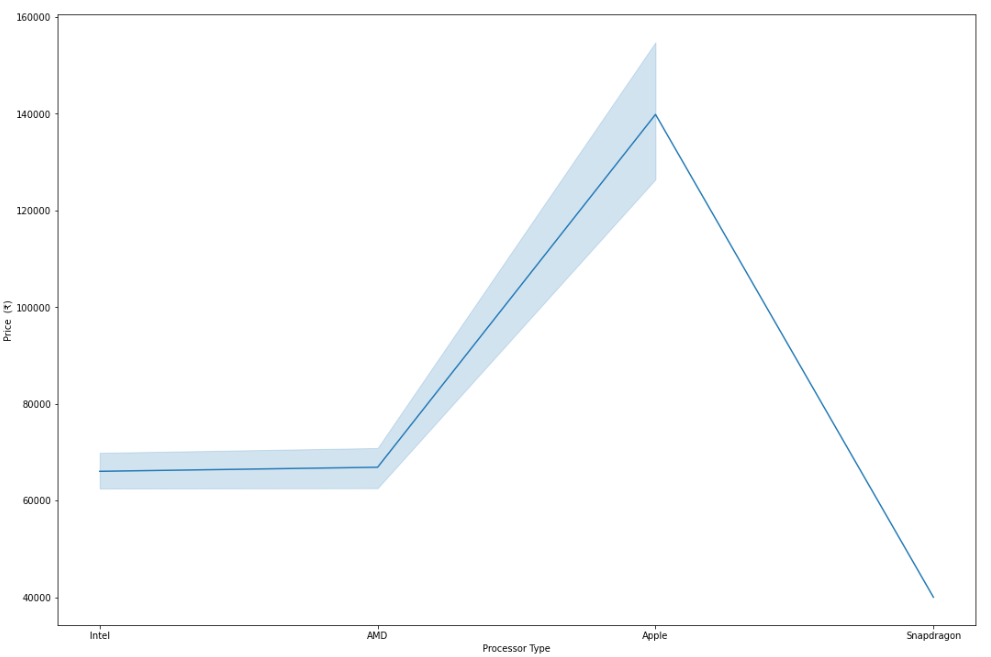 160000
140000
120000
100000
80000
60000
40000
Price (₹)
Intel
AMD
Apple
Snapdragon
Processor Type